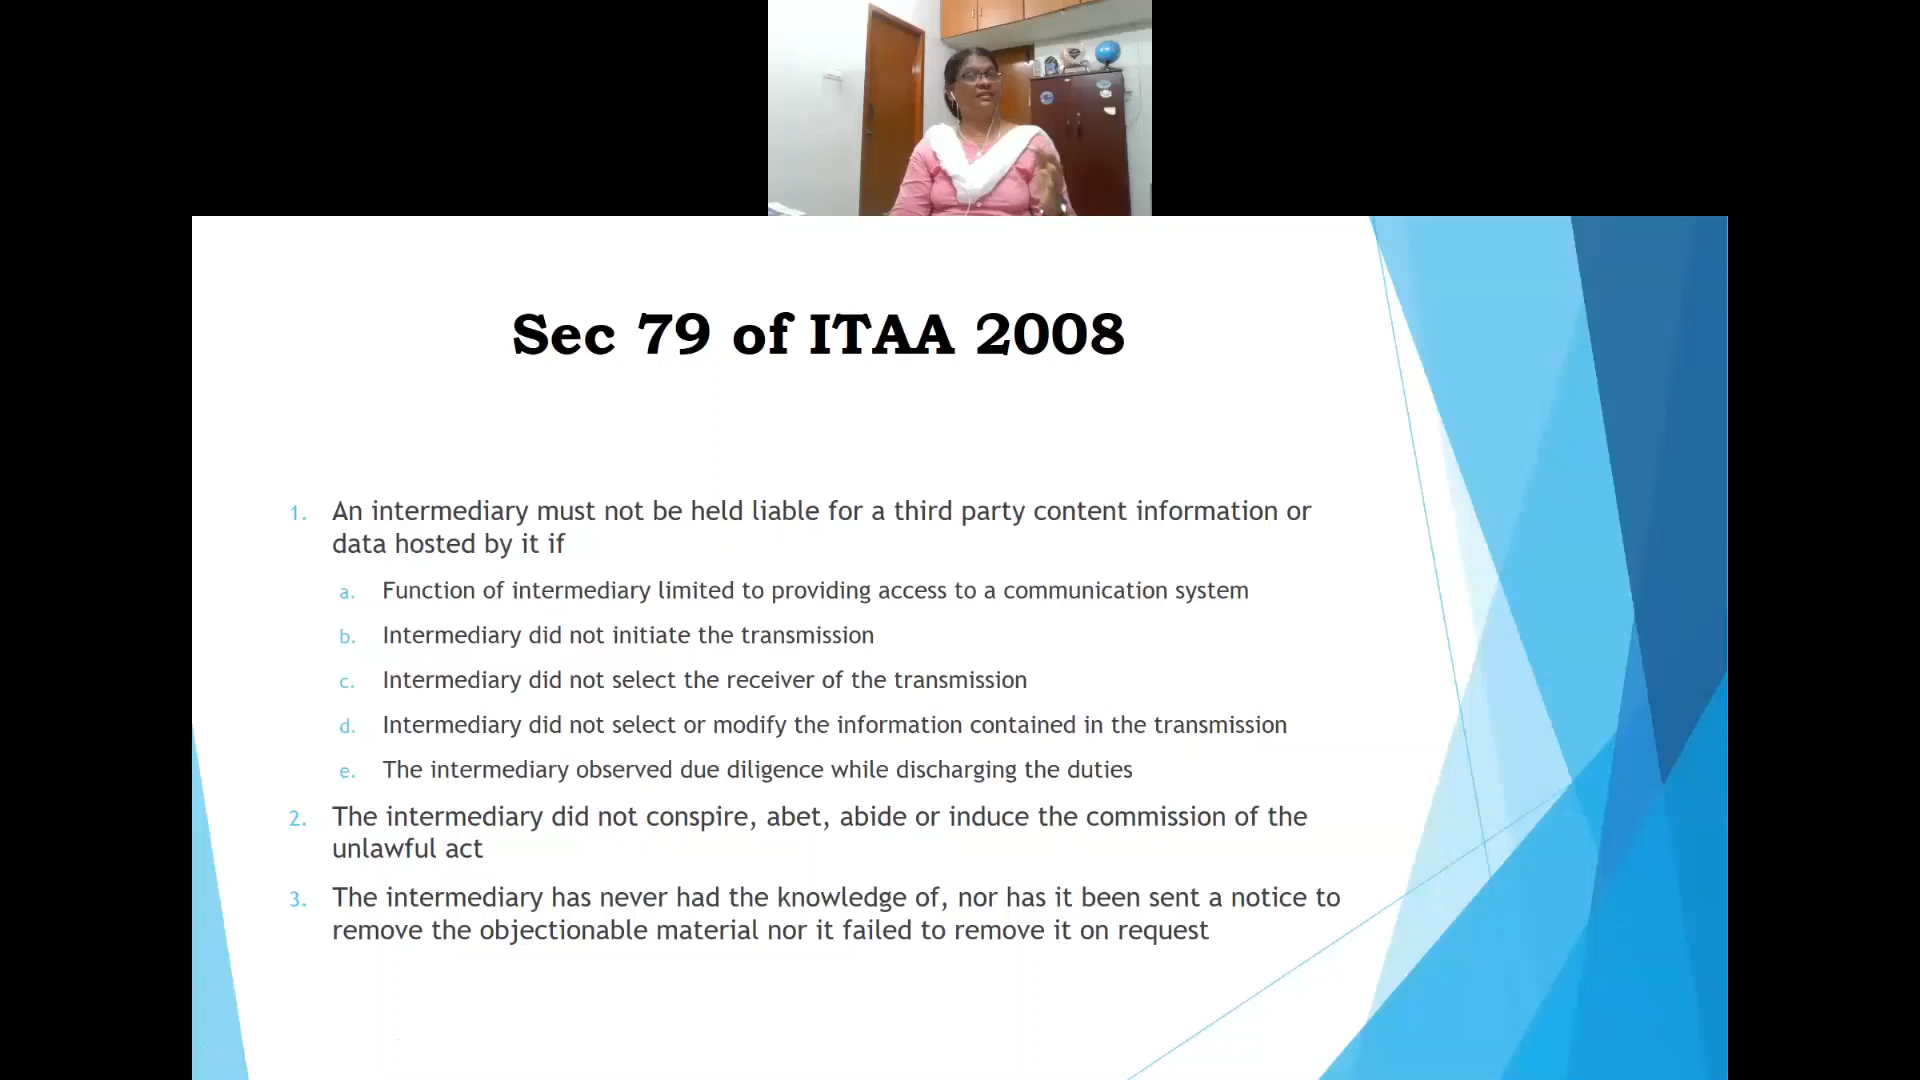 Sec 79 of ITAA 2008
1. An intermediary must not be held liable for a third party content information or
data hosted by it if
a. Function of intermediary limited to providing access to a communication system
b. Intermediary did not initiate the transmission
c. Intermediary did not select the receiver of the transmission
d. Intermediary did not select or modify the information contained in the transmission
e. The intermediary observed due diligence while discharging the duties
2. The intermediary did not conspire, abet, abide or induce the commission of the
unlawful act
3. The intermediary has never had the knowledge of, nor has it been sent a notice to
remove the objectionable material nor it failed to remove it on request